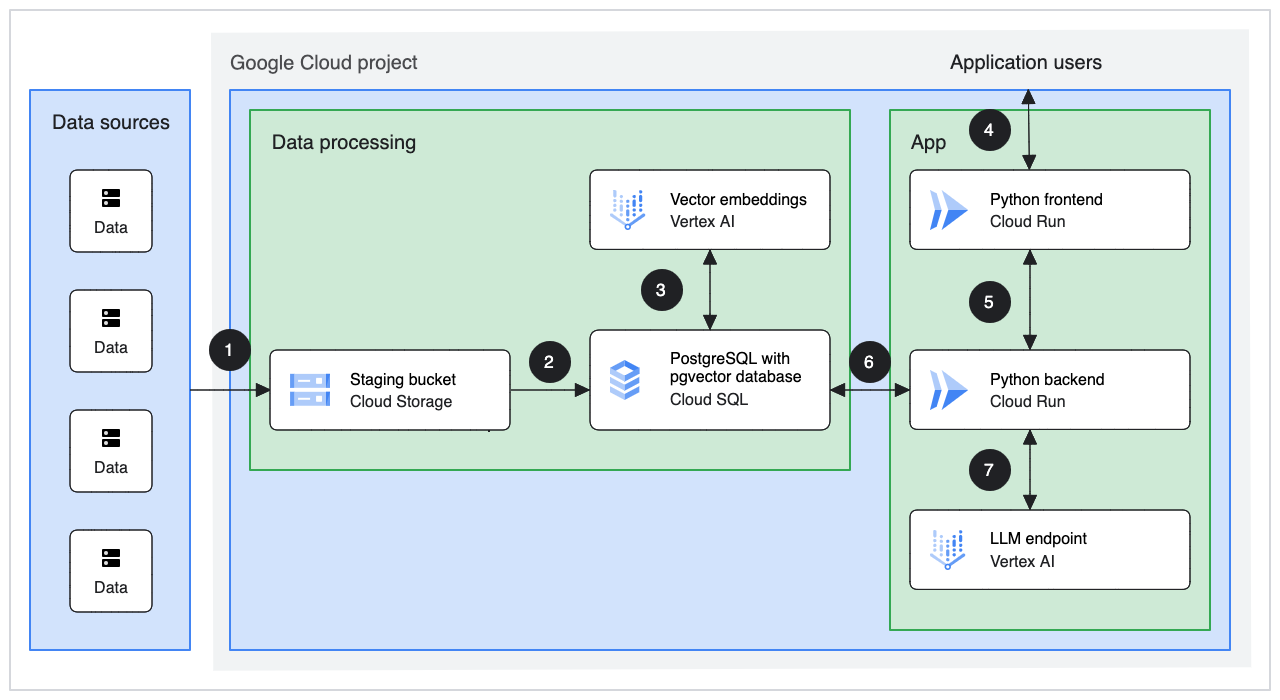 Google Cloud project
Application users
Data sources
Data
Data
Data
Data
1
Data processing
Staging bucket
Cloud Storage
2
Vector embeddings
Vertex AI
3
PostgreSQL with
pgvector database
Cloud SQL
6
4
App
Python frontend
Cloud Run
5
Python backend
Cloud Run
7
LLM endpoint
Vertex AI